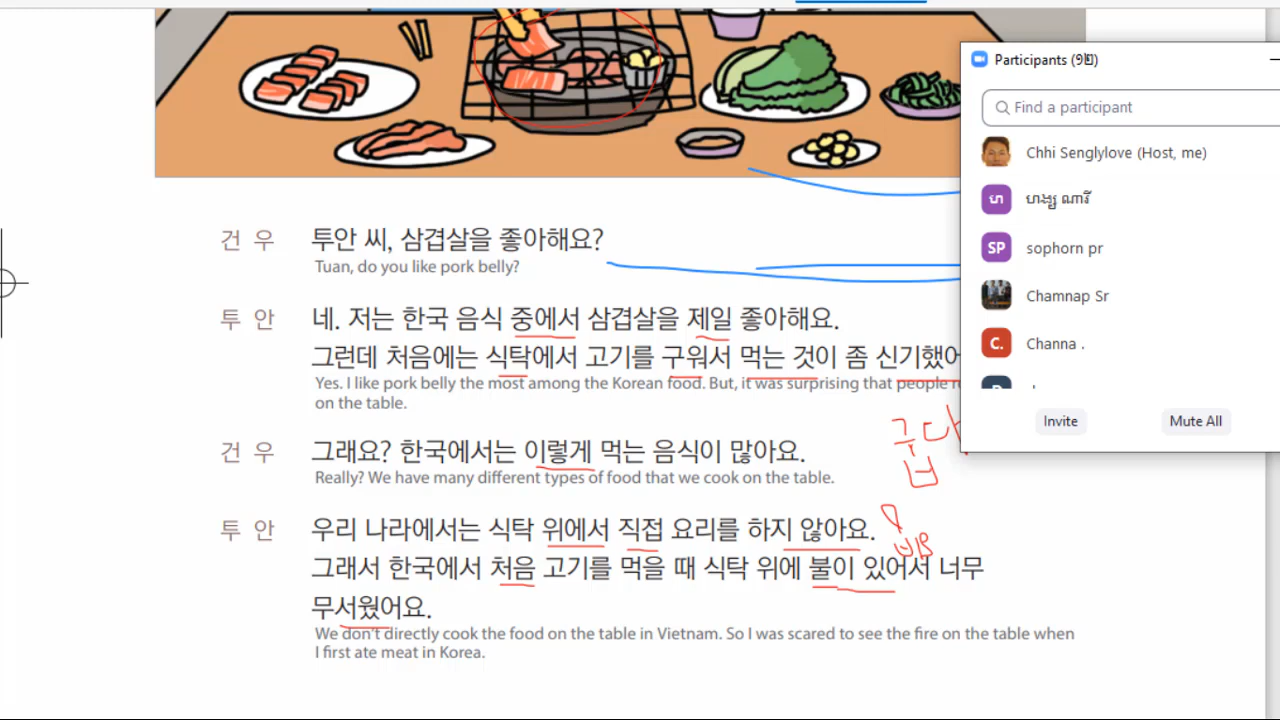 Participants (9)
Find a participant
Chhi Senglylove (Host, me)
ហង្ស ណារី
SP sophorn pr
Chamnap Sr
C. Channa .
Invite Mute All
건 우 투안 씨, 삼겹살을 좋아해요?
Tuan, do you like pork belly?
투 안 네. 저는 한국 음식 중에서 삼겹살을 제일 좋아해요.
그런데 처음에는 식탁에서 고기를 구워서 먹는 것이 좀 신기했어
Yes. I like pork belly the most among the Korean food. But, it was surprising that people
on the table.
굽다
건 우 그래요? 한국에서는 이렇게 먹는 음식이 많아요.
Really? We have many different types of food that we cook on the table.
투 안 우리 나라에서는 식탁 위에서 직접 요리를 하지 않아요.
그래서 한국에서 처음 고기를 먹을 때 식탁 위에 불이 있어서 너무
무서웠어요.
We don't directly cook the food on the table in Vietnam. So I was scared to see the fire on the table when
I first ate meat in Korea.